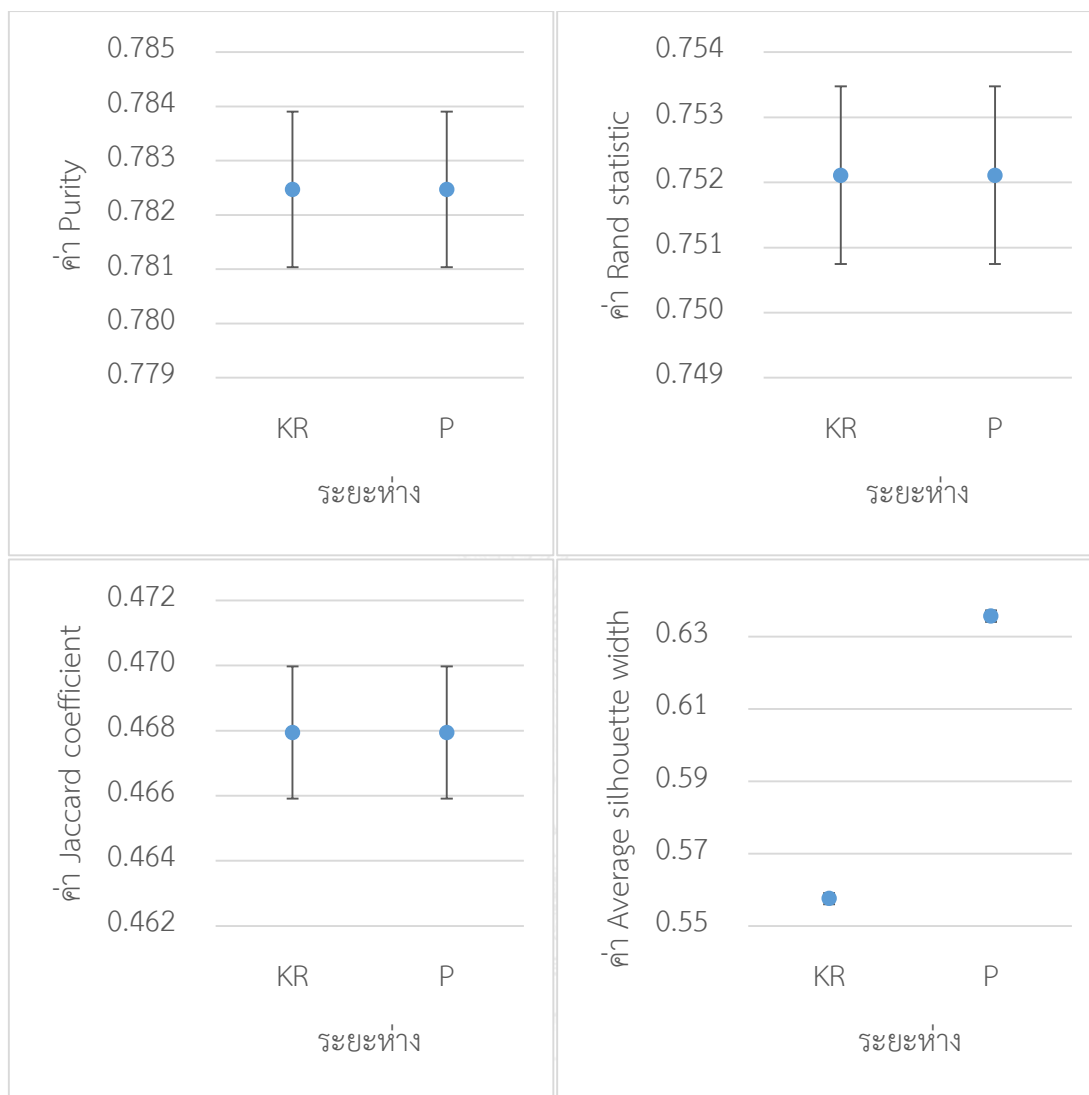 0.785
0.784
0.783
0.782
0.781
0.780
0.779
ค่า Purity
KR P
ระยะห่าง
0.754
0.753
0.752
0.751
0.750
0.749
ค่า Rand statistic
KR P
ระยะห่าง
0.472
0.470
0.468
0.466
0.464
0.462
ค่า Jaccard coefficient
KR P
ระยะห่าง
0.63
0.61
0.59
0.57
0.55
ค่า Average silhouette width
KR P
ระยะห่าง